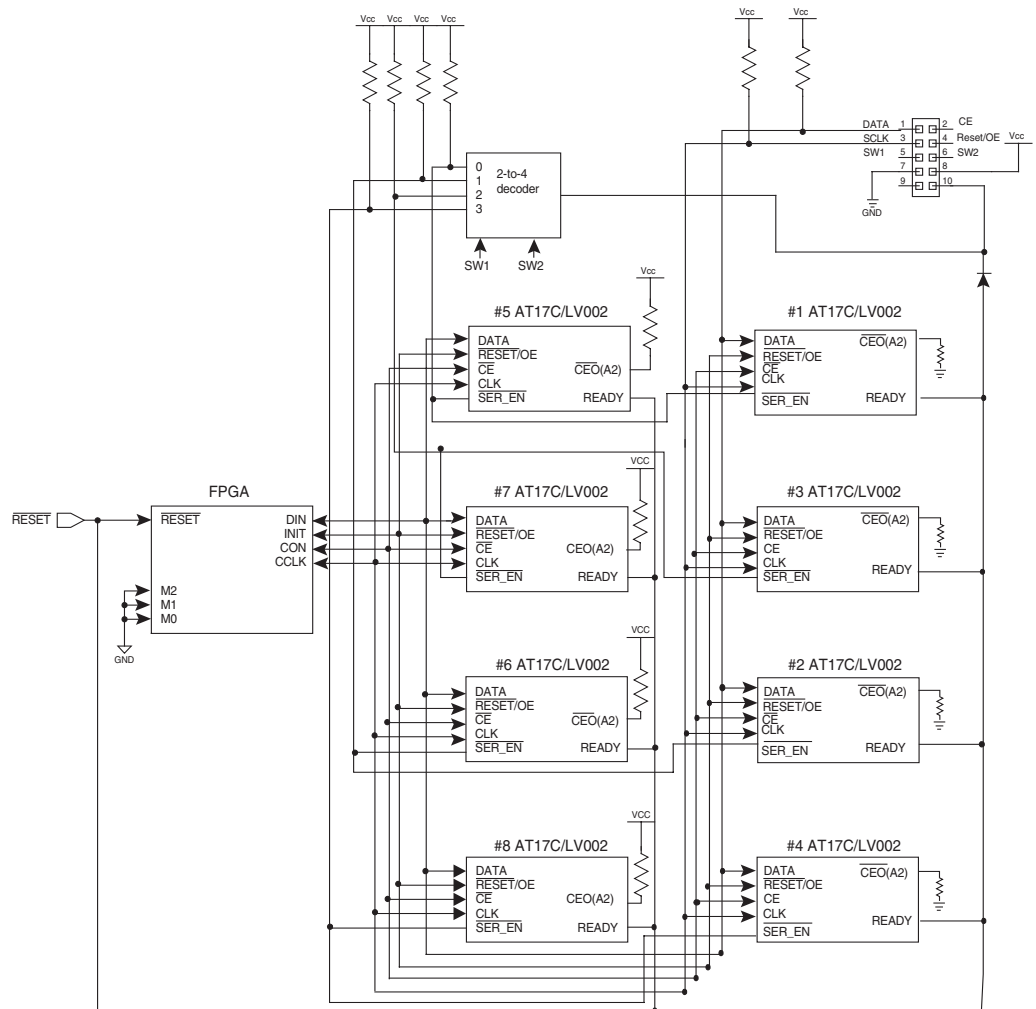 Vcc Vcc Vcc Vcc
Vcc Vcc
DATA 1 2 CE
SCLK 3 4 Reset/OE Vcc
SW1 5 6 SW2
7 8
9 10
GND
0 2-to-4
1 decoder
2
3
SW1 SW2
Vcc
#5 AT17C/LV002
DATA
RESET/OE
CE CEO(A2)
CLK
SER_EN READY
#1 AT17C/LV002
DATA CEO(A2)
RESET/OE
CE
CLK
SER_EN READY
VCC
#7 AT17C/LV002
DATA
RESET/OE
CE CEO(A2)
CLK
SER_EN READY
#3 AT17C/LV002
DATA CEO(A2)
RESET/OE
CE
CLK
SER_EN READY
FPGA
RESET RESET DIN
INIT
CON
CCLK
M2
M1
M0
GND
VCC
#6 AT17C/LV002
DATA
RESET/OE
CE CEO(A2)
CLK
SER_EN READY
#2 AT17C/LV002
DATA CEO(A2)
RESET/OE
CE
CLK
SER_EN READY
VCC
#8 AT17C/LV002
DATA
RESET/OE
CE CEO(A2)
CLK
SER_EN READY
#4 AT17C/LV002
DATA CEO(A2)
RESET/OE
CE
CLK
SER_EN READY